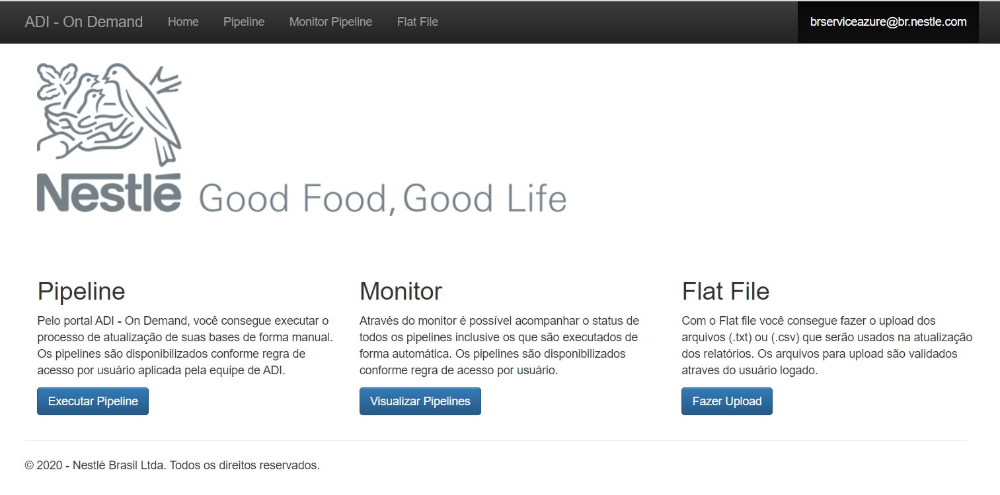 ADI - On Demand Home Pipeline Monitor Pipeline Flat File brserviceazure@br.nestle.com
Nestlé Good Food, Good Life
Pipeline
Pelo portal ADI - On Demand, você consegue executar o
processo de atualização de suas bases de forma manual.
Os pipelines são disponibilizados conforme regra de
acesso por usuário aplicada pela equipe de ADI.
Executar Pipeline
Monitor
Através do monitor é possível acompanhar o status de
todos os pipelines inclusive os que são executados de
forma automática. Os pipelines são disponibilizados
conforme regra de acesso por usuário.
Visualizar Pipelines
Flat File
Com o Flat file você consegue fazer o upload dos
arquivos (.txt) ou (.csv) que serão usados na atualização
dos relatórios. Os arquivos para upload são validados
atraves do usuário logado.
Fazer Upload
© 2020 - Nestlé Brasil Ltda. Todos os direitos reservados.